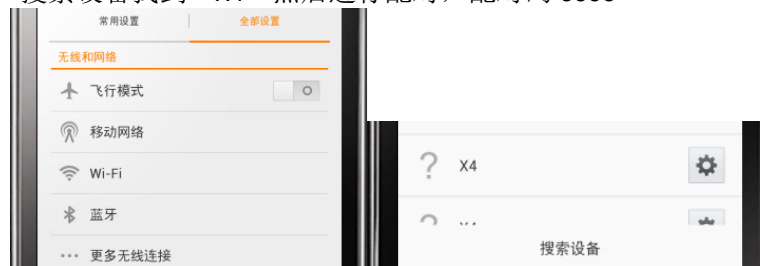 常用设置
全部设置
无线和网络
飞行模式
移动网络
Wi-Fi
蓝牙
更多无线连接
X4
搜索设备